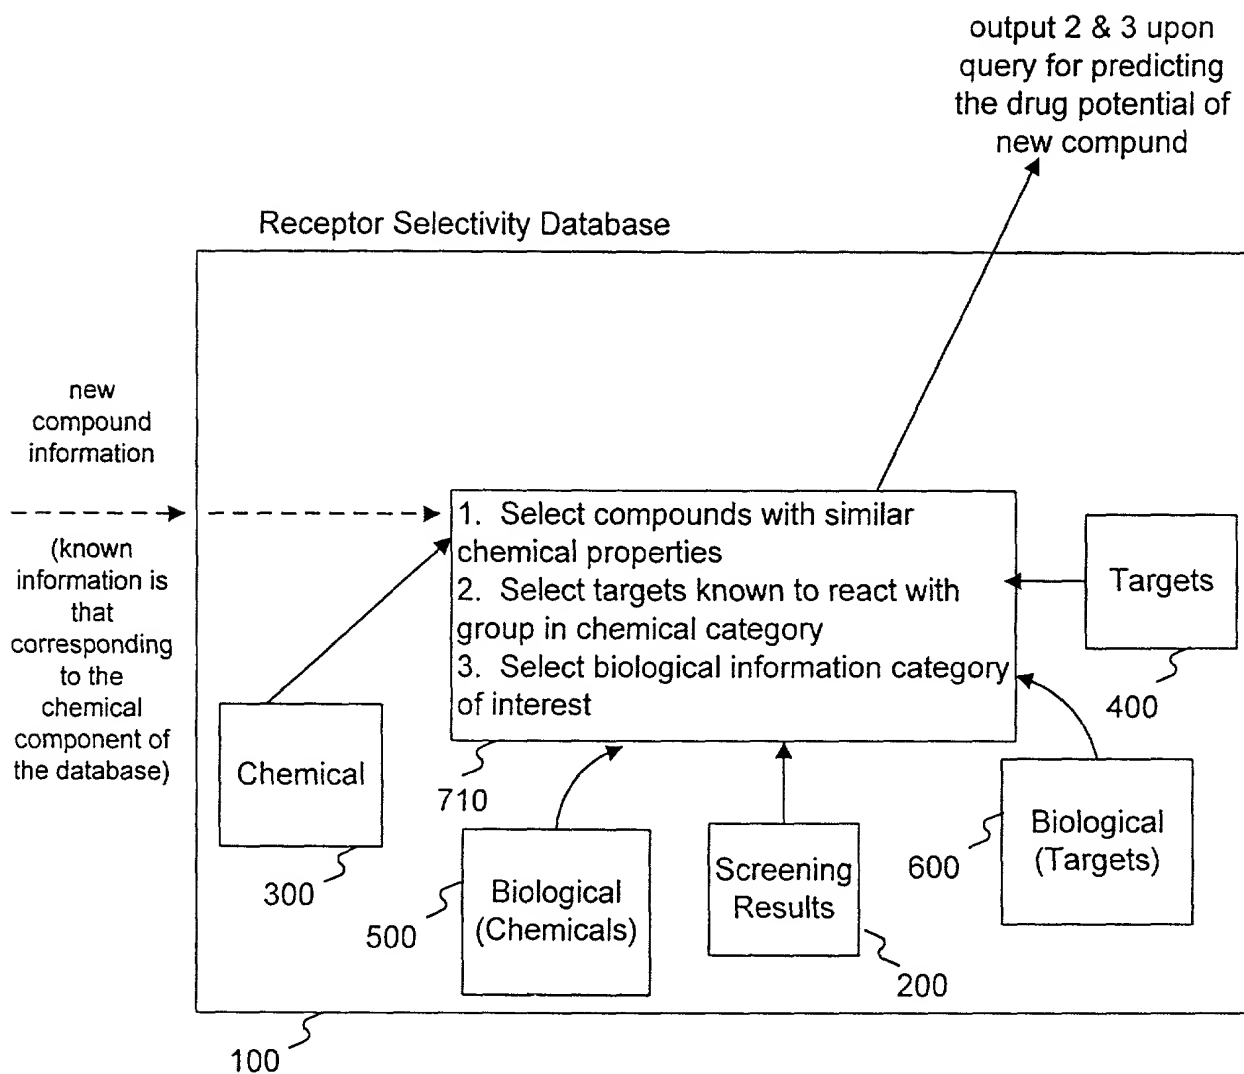 output 2 & 3 upon
query for predicting
the drug potential of
new compund
Receptor Selectivity Database
new
compound
information
(known
information is
that
corresponding
to the
chemical
component of
the database)
1. Select compounds with similar
chemical properties
2. Select targets known to react with
group in chemical category
3. Select biological information category
of interest
Targets
400
Chemical
300
710
Biological
(Chemicals)
500
Screening
Results
200
Biological
(Targets)
600
100